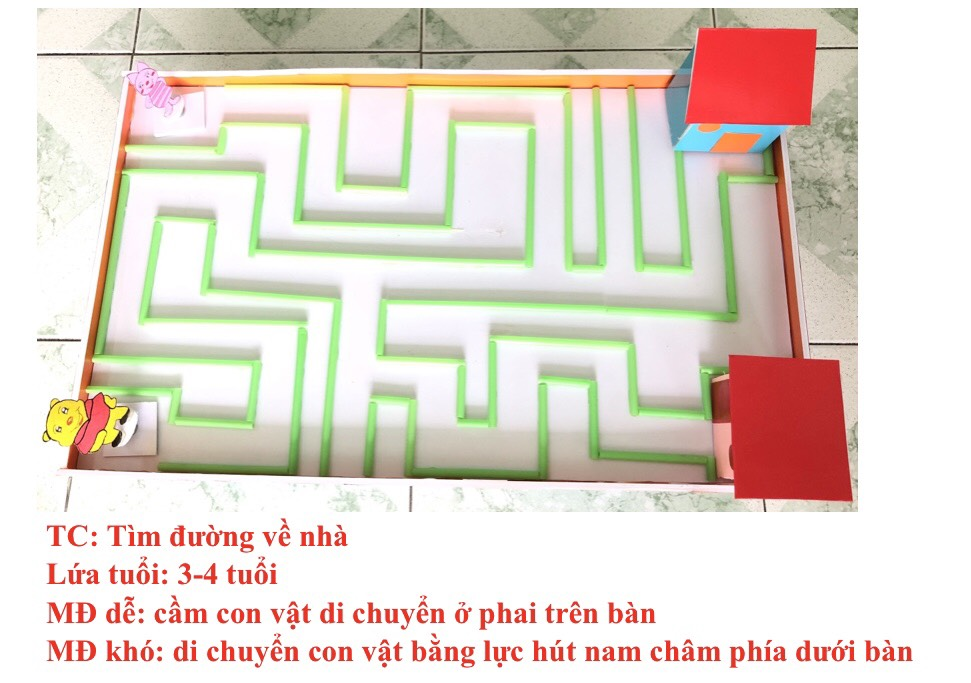 TC: Tìm đường về nhà
Lứa tuổi: 3-4 tuổi
MĐ dễ: cầm con vật di chuyển ở phai trên bàn
MĐ khó: di chuyển con vật bằng lực hút nam châm phía dưới bàn